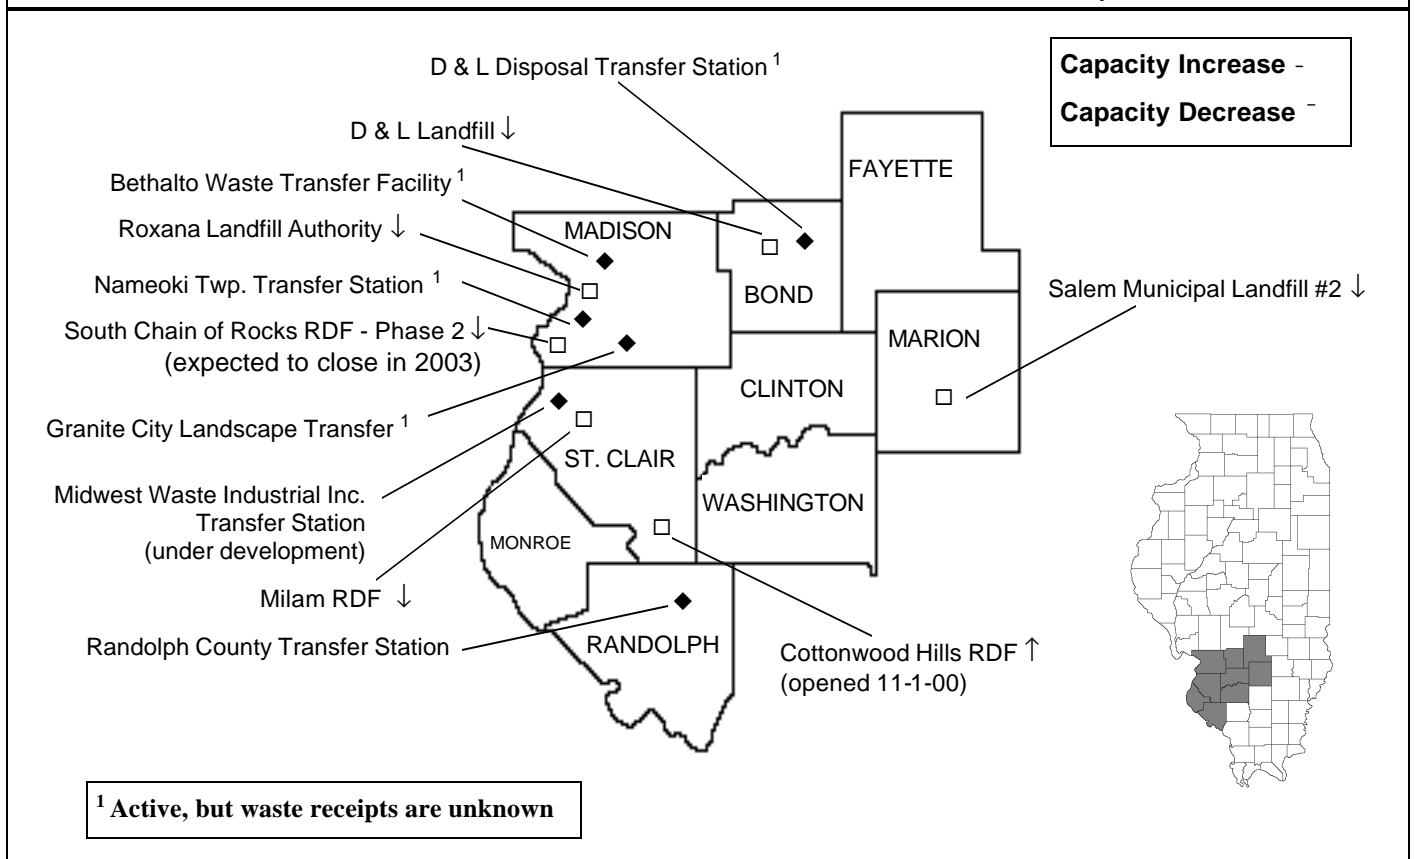 D & L Disposal Transfer Station 1
Capacity Increase -
Capacity Decrease -
D & L Landfill ↓
FAYETTE
Bethalto Waste Transfer Facility 1
Roxana Landfill Authority ↓
MADISON
Nameoki Twp. Transfer Station 1
BOND
Salem Municipal Landfill #2 ↓
South Chain of Rocks RDF - Phase 2 ↓
(expected to close in 2003)
MARION
CLINTON
Granite City Landscape Transfer 1
ST. CLAIR
Midwest Waste Industrial Inc.
Transfer Station
(under development)
WASHINGTON
MONROE
Milam RDF ↓
Randolph County Transfer Station
RANDOLPH
Cottonwood Hills RDF ↑
(opened 11-1-00)
1 Active, but waste receipts are unknown